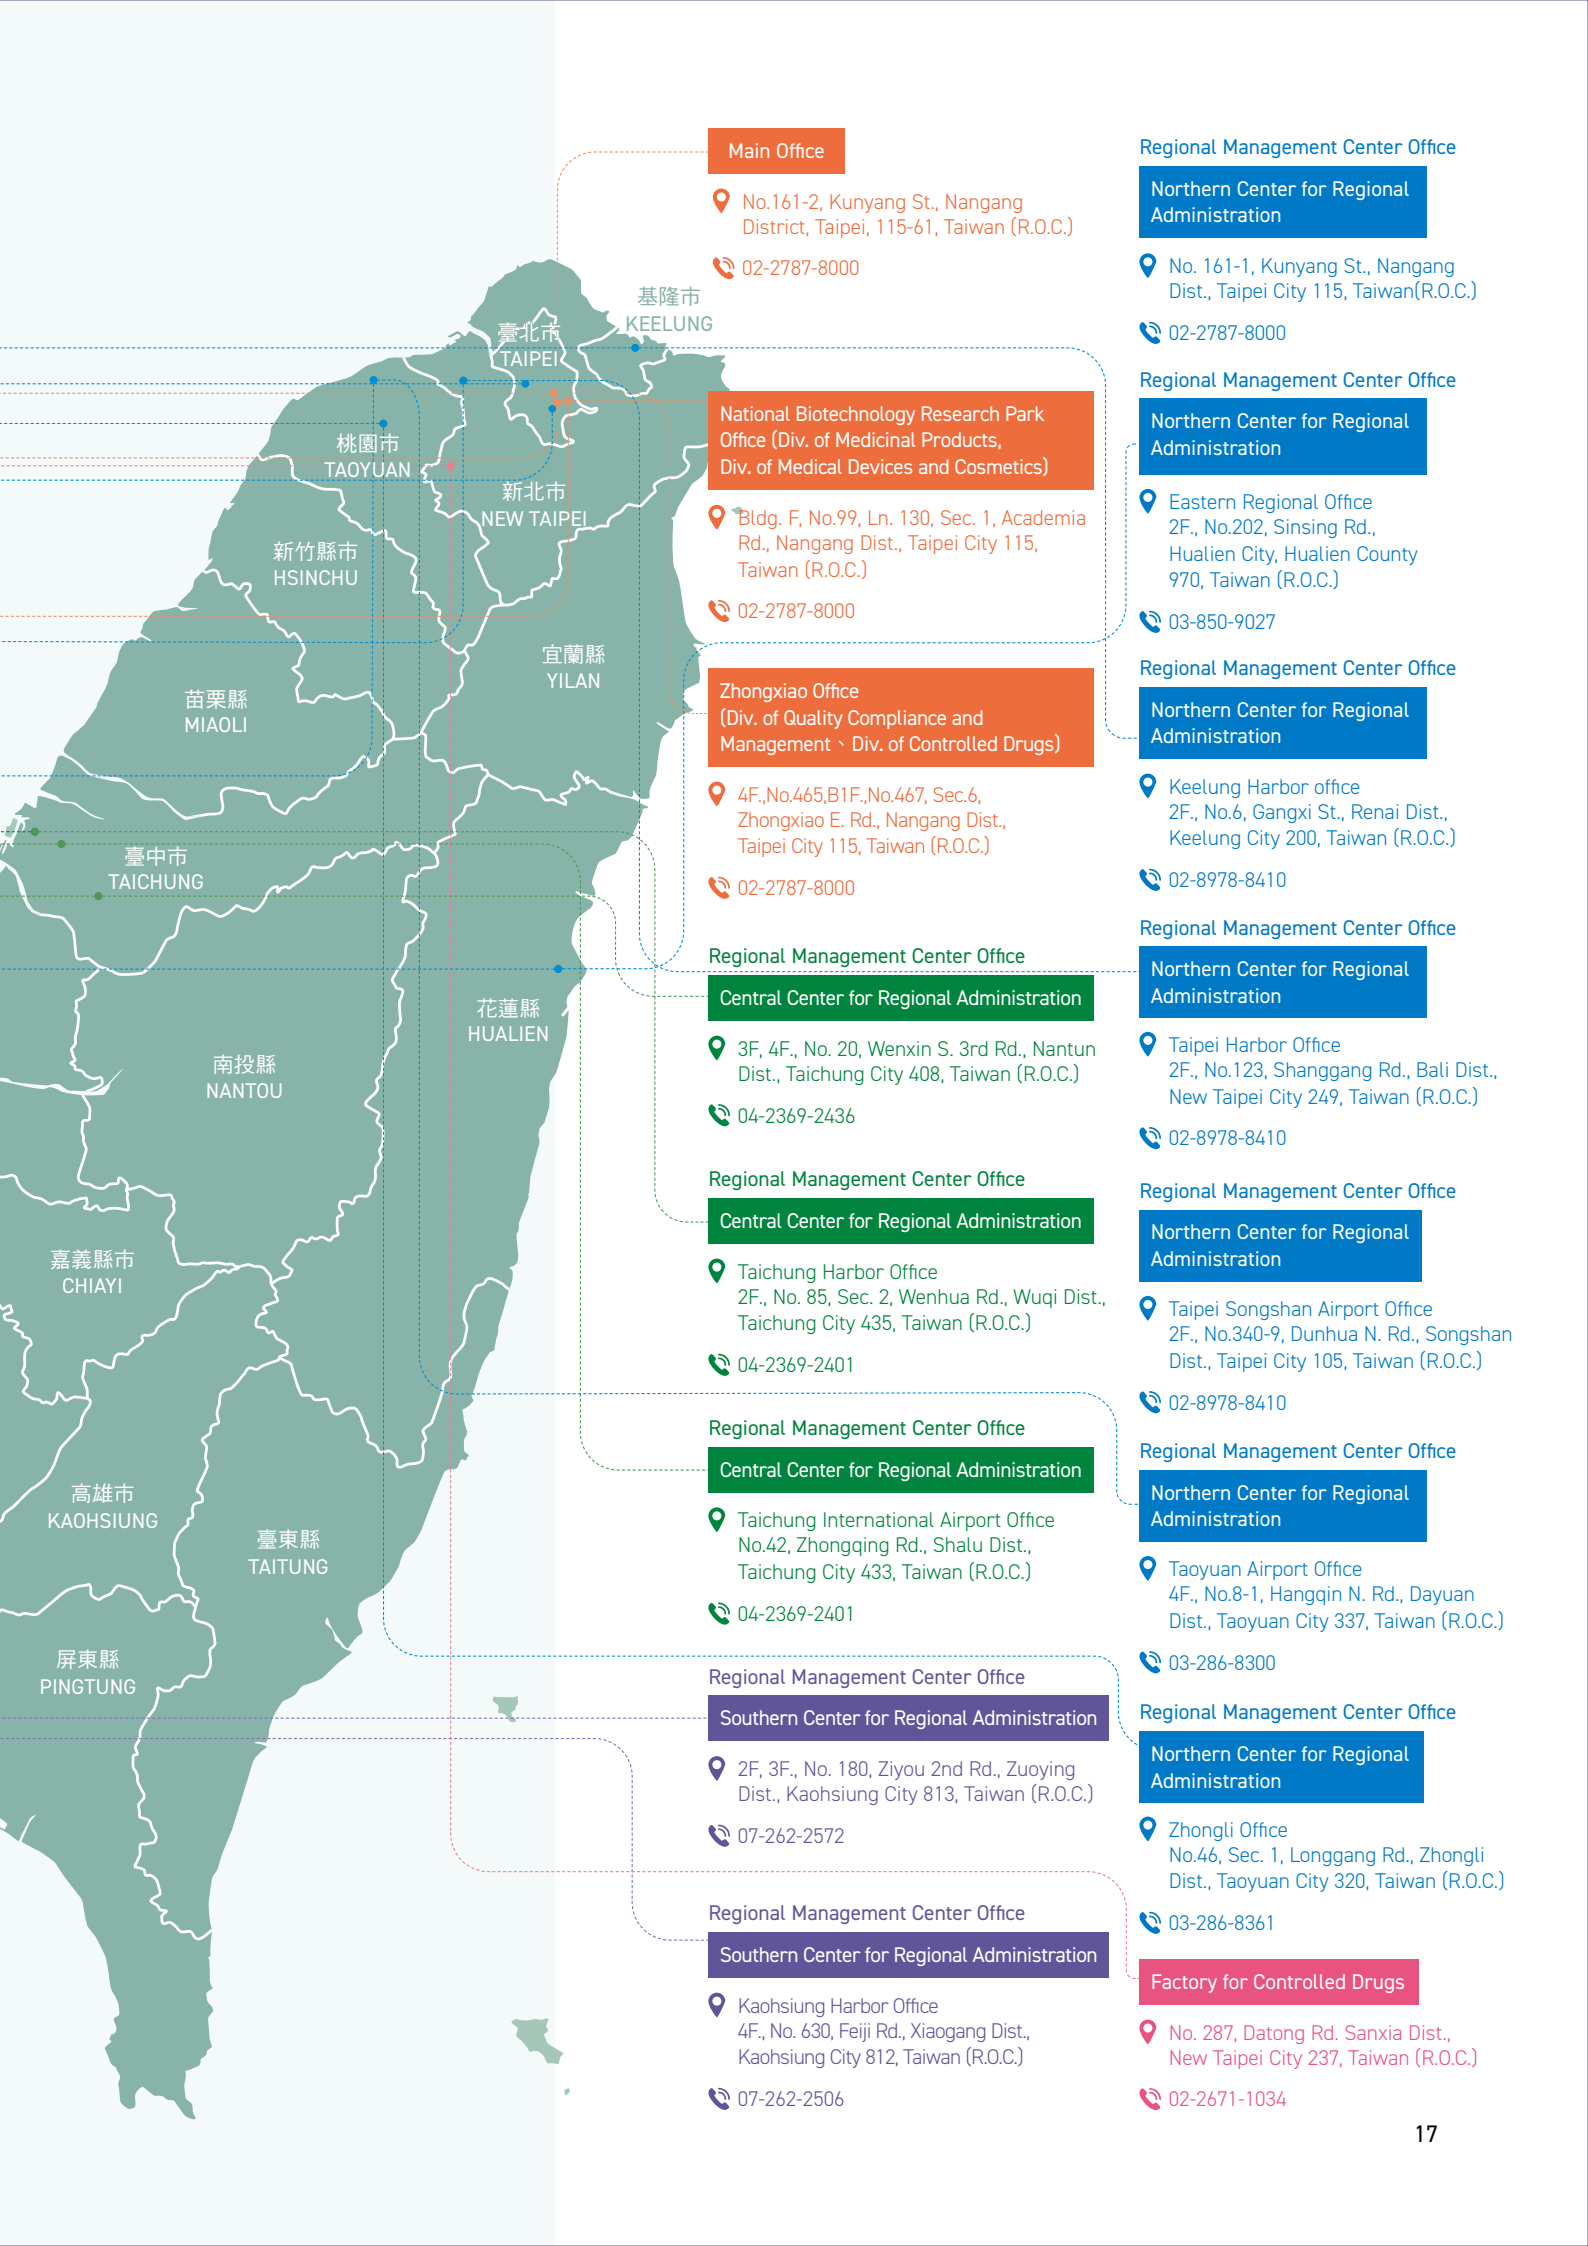 基隆市
KEELUNG
臺北市
TAIPEI
桃園市
TAOYUAN
新北市
NEW TAIPEI
新竹縣市
HSINCHU
宜蘭縣
YILAN
苗栗縣
MIAOLI
臺中市
TAICHUNG
花蓮縣
HUALIEN
南投縣
NANTOU
嘉義縣市
CHIAYI
高雄市
KAOHSIUNG
臺東縣
TAITUNG
屏東縣
PINGTUNG
Main Office
No.161-2, Kunyang St., Nangang
District, Taipei, 115-61, Taiwan (R.O.C.)
02-2787-8000
National Biotechnology Research Park
Office (Div. of Medicinal Products,
Div. of Medical Devices and Cosmetics)
Bldg. F, No.99, Ln. 130, Sec. 1, Academia
Rd., Nangang Dist., Taipei City 115,
Taiwan (R.O.C.)
02-2787-8000
Zhongxiao Office
(Div. of Quality Compliance and
Management、Div. of Controlled Drugs)
4F.,No.465,B1F.,No.467, Sec.6,
Zhongxiao E. Rd., Nangang Dist.,
Taipei City 115, Taiwan (R.O.C.)
02-2787-8000
Regional Management Center Office
Central Center for Regional Administration
3F, 4F., No. 20, Wenxin S. 3rd Rd., Nantun
Dist., Taichung City 408, Taiwan (R.O.C.)
04-2369-2436
Regional Management Center Office
Central Center for Regional Administration
Taichung Harbor Office
2F., No. 85, Sec. 2, Wenhua Rd., Wuqi Dist.,
Taichung City 435, Taiwan (R.O.C.)
04-2369-2401
Regional Management Center Office
Central Center for Regional Administration
Taichung International Airport Office
No.42, Zhongqing Rd., Shalu Dist.,
Taichung City 433, Taiwan (R.O.C.)
04-2369-2401
Regional Management Center Office
Southern Center for Regional Administration
2F, 3F., No. 180, Ziyou 2nd Rd., Zuoying
Dist., Kaohsiung City 813, Taiwan (R.O.C.)
07-262-2572
Regional Management Center Office
Southern Center for Regional Administration
Kaohsiung Harbor Office
4F., No. 630, Feiji Rd., Xiaogang Dist.,
Kaohsiung City 812, Taiwan (R.O.C.)
07-262-2506
Regional Management Center Office
Northern Center for Regional
Administration
No. 161-1, Kunyang St., Nangang
Dist., Taipei City 115, Taiwan(R.O.C.)
02-2787-8000
Regional Management Center Office
Northern Center for Regional
Administration
Eastern Regional Office
2F., No.202, Sinsing Rd.,
Hualien City, Hualien County
970, Taiwan (R.O.C.)
03-850-9027
Regional Management Center Office
Northern Center for Regional
Administration
Keelung Harbor office
2F., No.6, Gangxi St., Renai Dist.,
Keelung City 200, Taiwan (R.O.C.)
02-8978-8410
Regional Management Center Office
Northern Center for Regional
Administration
Taipei Harbor Office
2F., No.123, Shanggang Rd., Bali Dist.,
New Taipei City 249, Taiwan (R.O.C.)
02-8978-8410
Regional Management Center Office
Northern Center for Regional
Administration
Taipei Songshan Airport Office
2F., No.340-9, Dunhua N. Rd., Songshan
Dist., Taipei City 105, Taiwan (R.O.C.)
02-8978-8410
Regional Management Center Office
Northern Center for Regional
Administration
Taoyuan Airport Office
4F., No.8-1, Hangqin N. Rd., Dayuan
Dist., Taoyuan City 337, Taiwan (R.O.C.)
03-286-8300
Regional Management Center Office
Northern Center for Regional
Administration
Zhongli Office
No.46, Sec. 1, Longgang Rd., Zhongli
Dist., Taoyuan City 320, Taiwan (R.O.C.)
03-286-8361
Factory for Controlled Drugs
No. 287, Datong Rd. Sanxia Dist.,
New Taipei City 237, Taiwan (R.O.C.)
02-2671-1034
17